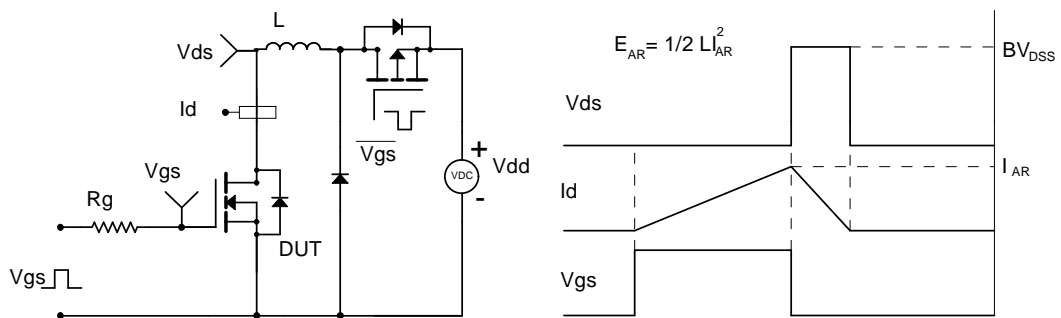 L
Vds
Id
Vgs
Vgs
Rg
DUT
Vgs
+
VDC
Vdd
-
E_AR = 1/2 LI_AR^2
BV_DSS
Vds
I_AR
Id
Vgs